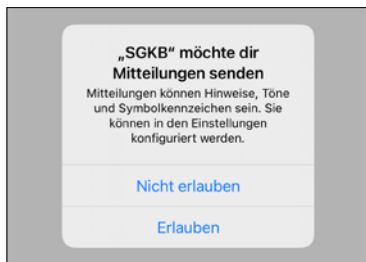 „SGKB“ möchte dir
Mitteilungen senden
Mitteilungen können Hinweise, Töne
und Symbolkennzeichen sein. Sie
können in den Einstellungen
konfiguriert werden.
Nicht erlauben
Erlauben